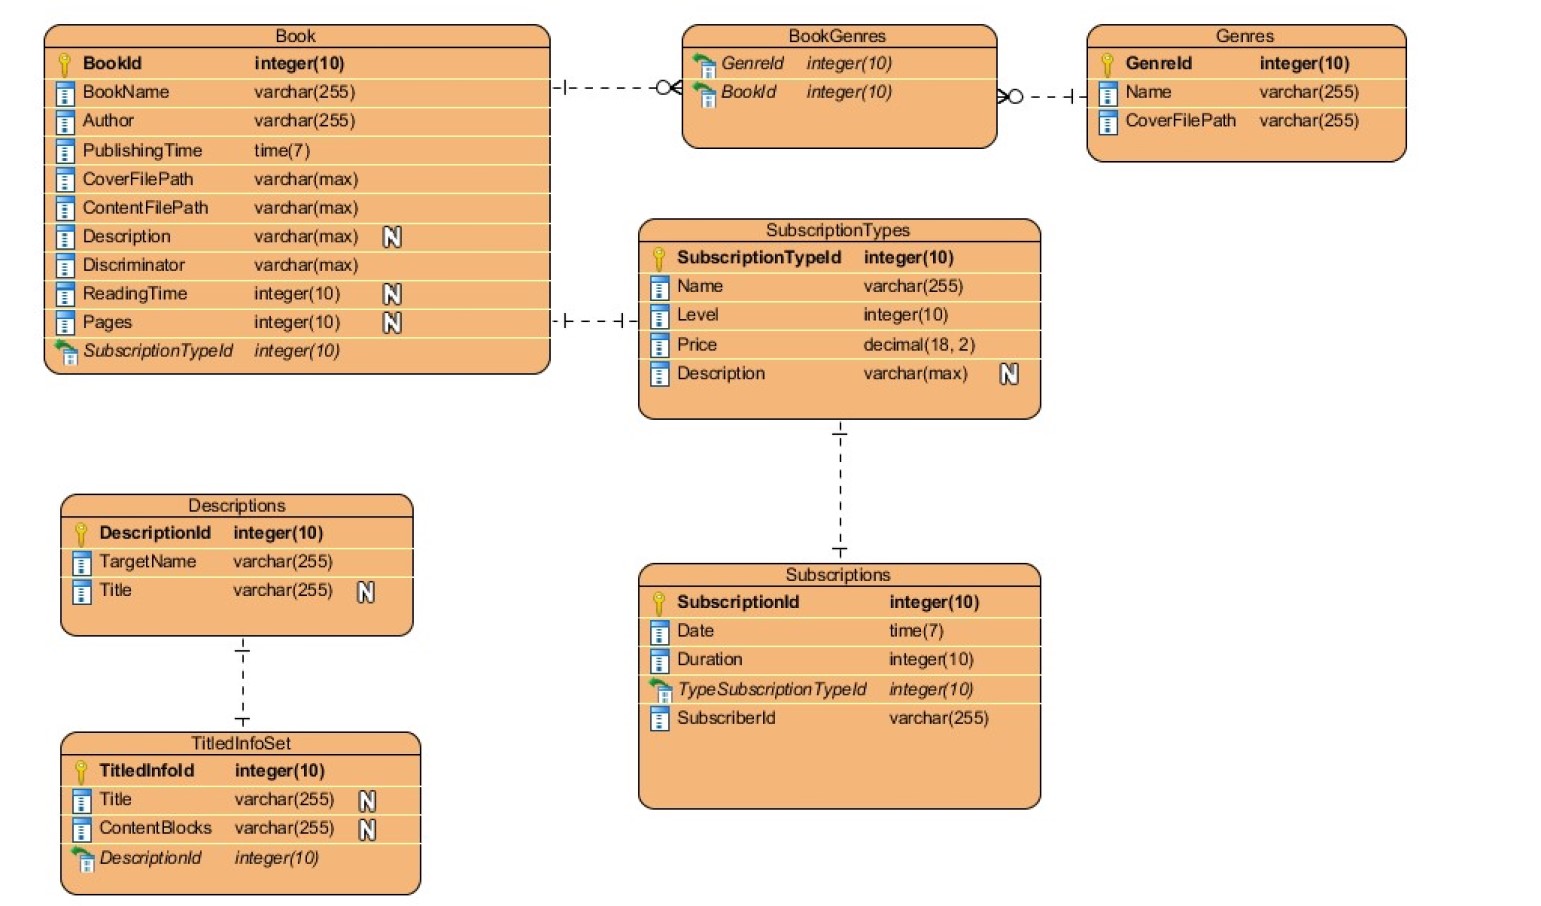 Book
BookId integer(10)
BookName varchar(255)
Author varchar(255)
PublishingTime time(7)
CoverFilePath varchar(max)
ContentFilePath varchar(max)
Description varchar(max) N
Discriminator varchar(max)
ReadingTime integer(10) N
Pages integer(10) N
SubscriptionTypeId integer(10)
BookGenres
GenreId integer(10)
BookId integer(10)
Genres
GenreId integer(10)
Name varchar(255)
CoverFilePath varchar(255)
SubscriptionTypes
SubscriptionTypeId integer(10)
Name varchar(255)
Level integer(10)
Price decimal(18, 2)
Description varchar(max) N
Descriptions
DescriptionId integer(10)
TargetName varchar(255)
Title varchar(255) N
Subscriptions
SubscriptionId integer(10)
Date time(7)
Duration integer(10)
TypeSubscriptionTypeId integer(10)
SubscriberId varchar(255)
TitledInfoSet
TitledInfoId integer(10)
Title varchar(255) N
ContentBlocks varchar(255) N
DescriptionId integer(10)